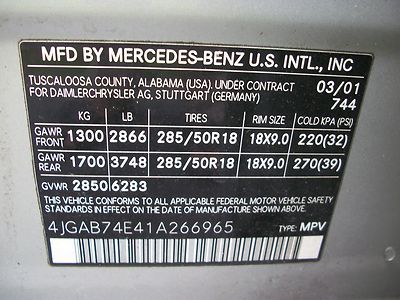 MFD BY MERCEDES-BENZ U.S. INTL., INC
TUSCALOOSA COUNTY, ALABAMA (USA). UNDER CONTRACT 03/01
FOR DAIMLERCHRYSLER AG, STUTTGART (GERMANY) 744
KG LB TIRES RIM SIZE COLD KPA (PSI)
GAWR FRONT 1300 2866 285/50R18 18X9.0 220(32)
GAWR REAR 1700 3748 285/50R18 18X9.0 270(39)
GVWR 2850 6283
THIS VEHICLE CONFORMS TO ALL APPLICABLE FEDERAL MOTOR VEHICLE
SAFETY STANDARDS IN EFFECT ON THE DATE OF MANUFACTURE SHOWN ABOVE.
4JGAB74E41A266965 TYPE: MPV